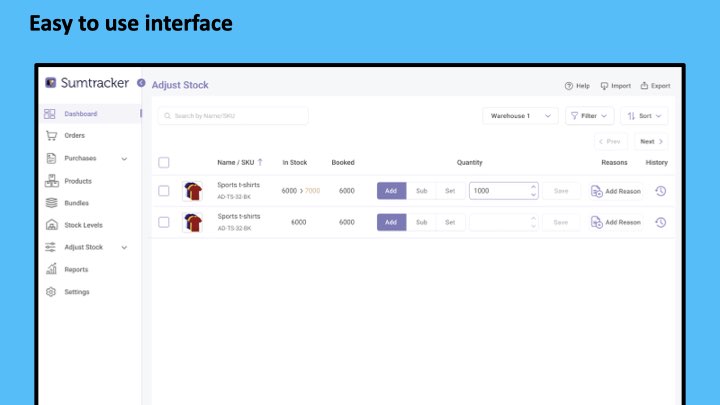 Easy to use interface
Sumtracker
Adjust Stock
Help
Import
Export
Dashboard
Orders
Purchases
Products
Bundles
Stock Levels
Adjust Stock
Reports
Settings
Search by Name/SKU
Warehouse 1
Filter
Sort
Prev
Next
Name / SKU
In Stock
Booked
Quantity
Reasons
History
Sports t-shirts
AD-TS-32-BK
6000 > 7000
6000
Add
Sub
Set
1000
Save
Add Reason
Sports t-shirts
AD-TS-32-BK
6000
6000
Add
Sub
Set
Save
Add Reason